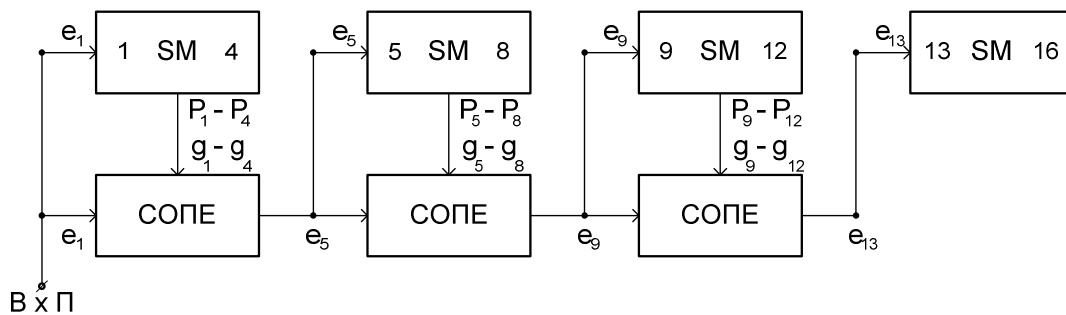 e₁ 1 SM 4 e₅ 5 SM 8 e₉ 9 SM 12 e₁₃ 13 SM 16
P₁ - P₄ P₅ - P₈ P₉ - P₁₂
g₁ - g₄ g₅ - g₈ g₉ - g₁₂
СОПЕ СОПЕ СОПЕ
e₁ e₅ e₉ e₁₃
В х П